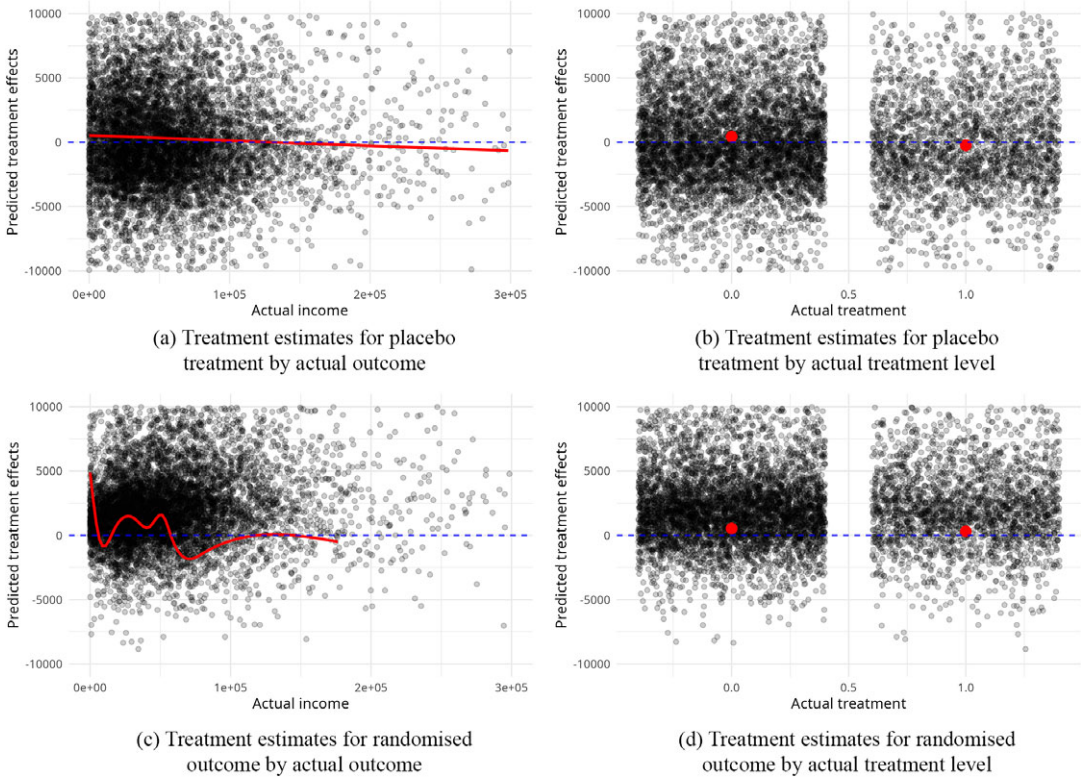 Predicted treatment effects
10000
5000
0
-5000
-10000
0e+00 1e+05 2e+05 3e+05
Actual income
(a) Treatment estimates for placebo
treatment by actual outcome
Predicted treatment effects
10000
5000
0
-5000
-10000
0.0 0.5 1.0
Actual treatment
(b) Treatment estimates for placebo
treatment by actual treatment level
Predicted treatment effects
10000
5000
0
-5000
-10000
0e+00 1e+05 2e+05 3e+05
Actual income
(c) Treatment estimates for randomised
outcome by actual outcome
Predicted treatment effects
10000
5000
0
-5000
-10000
0.0 0.5 1.0
Actual treatment
(d) Treatment estimates for randomised
outcome by actual treatment level